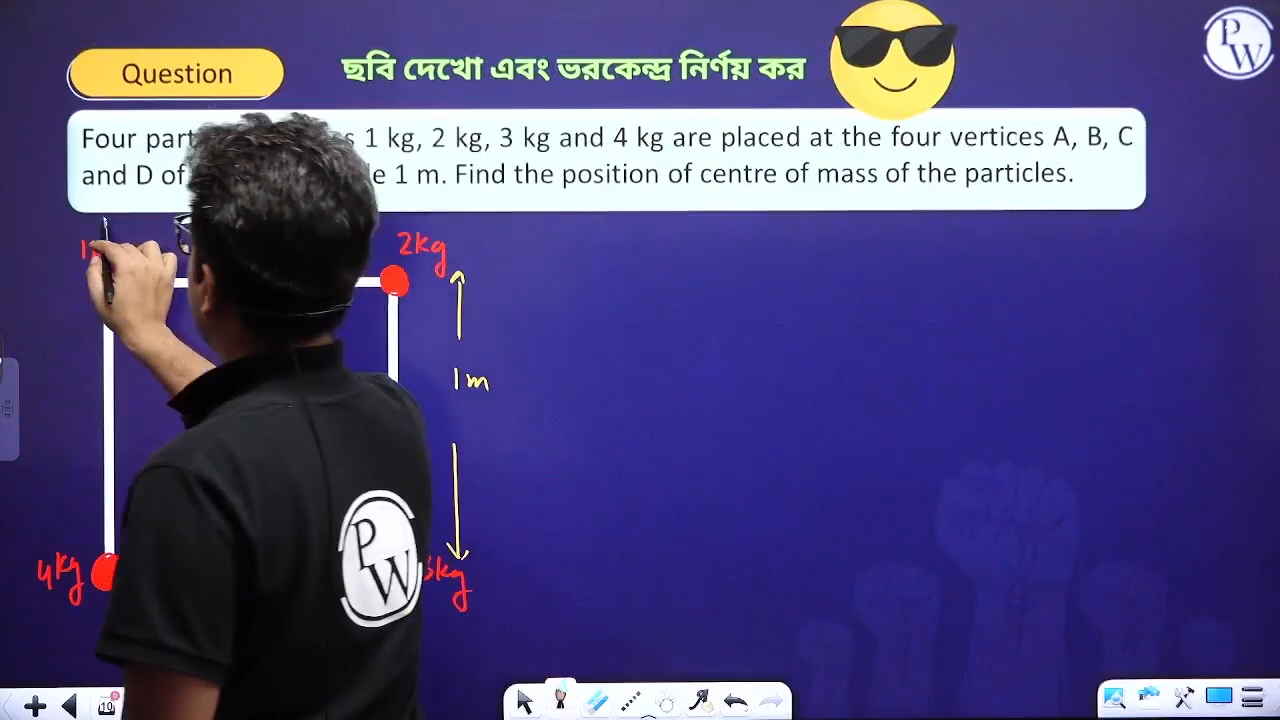 Question
ছবি দেখো এবং ভরকেন্দ্র নির্ণয় কর
PW
Four 1 kg, 2 kg, 3 kg and 4 kg are placed at the four vertices A, B, C
and D of 1 m. Find the position of centre of mass of the particles.
2kg
1m
4kg
PW